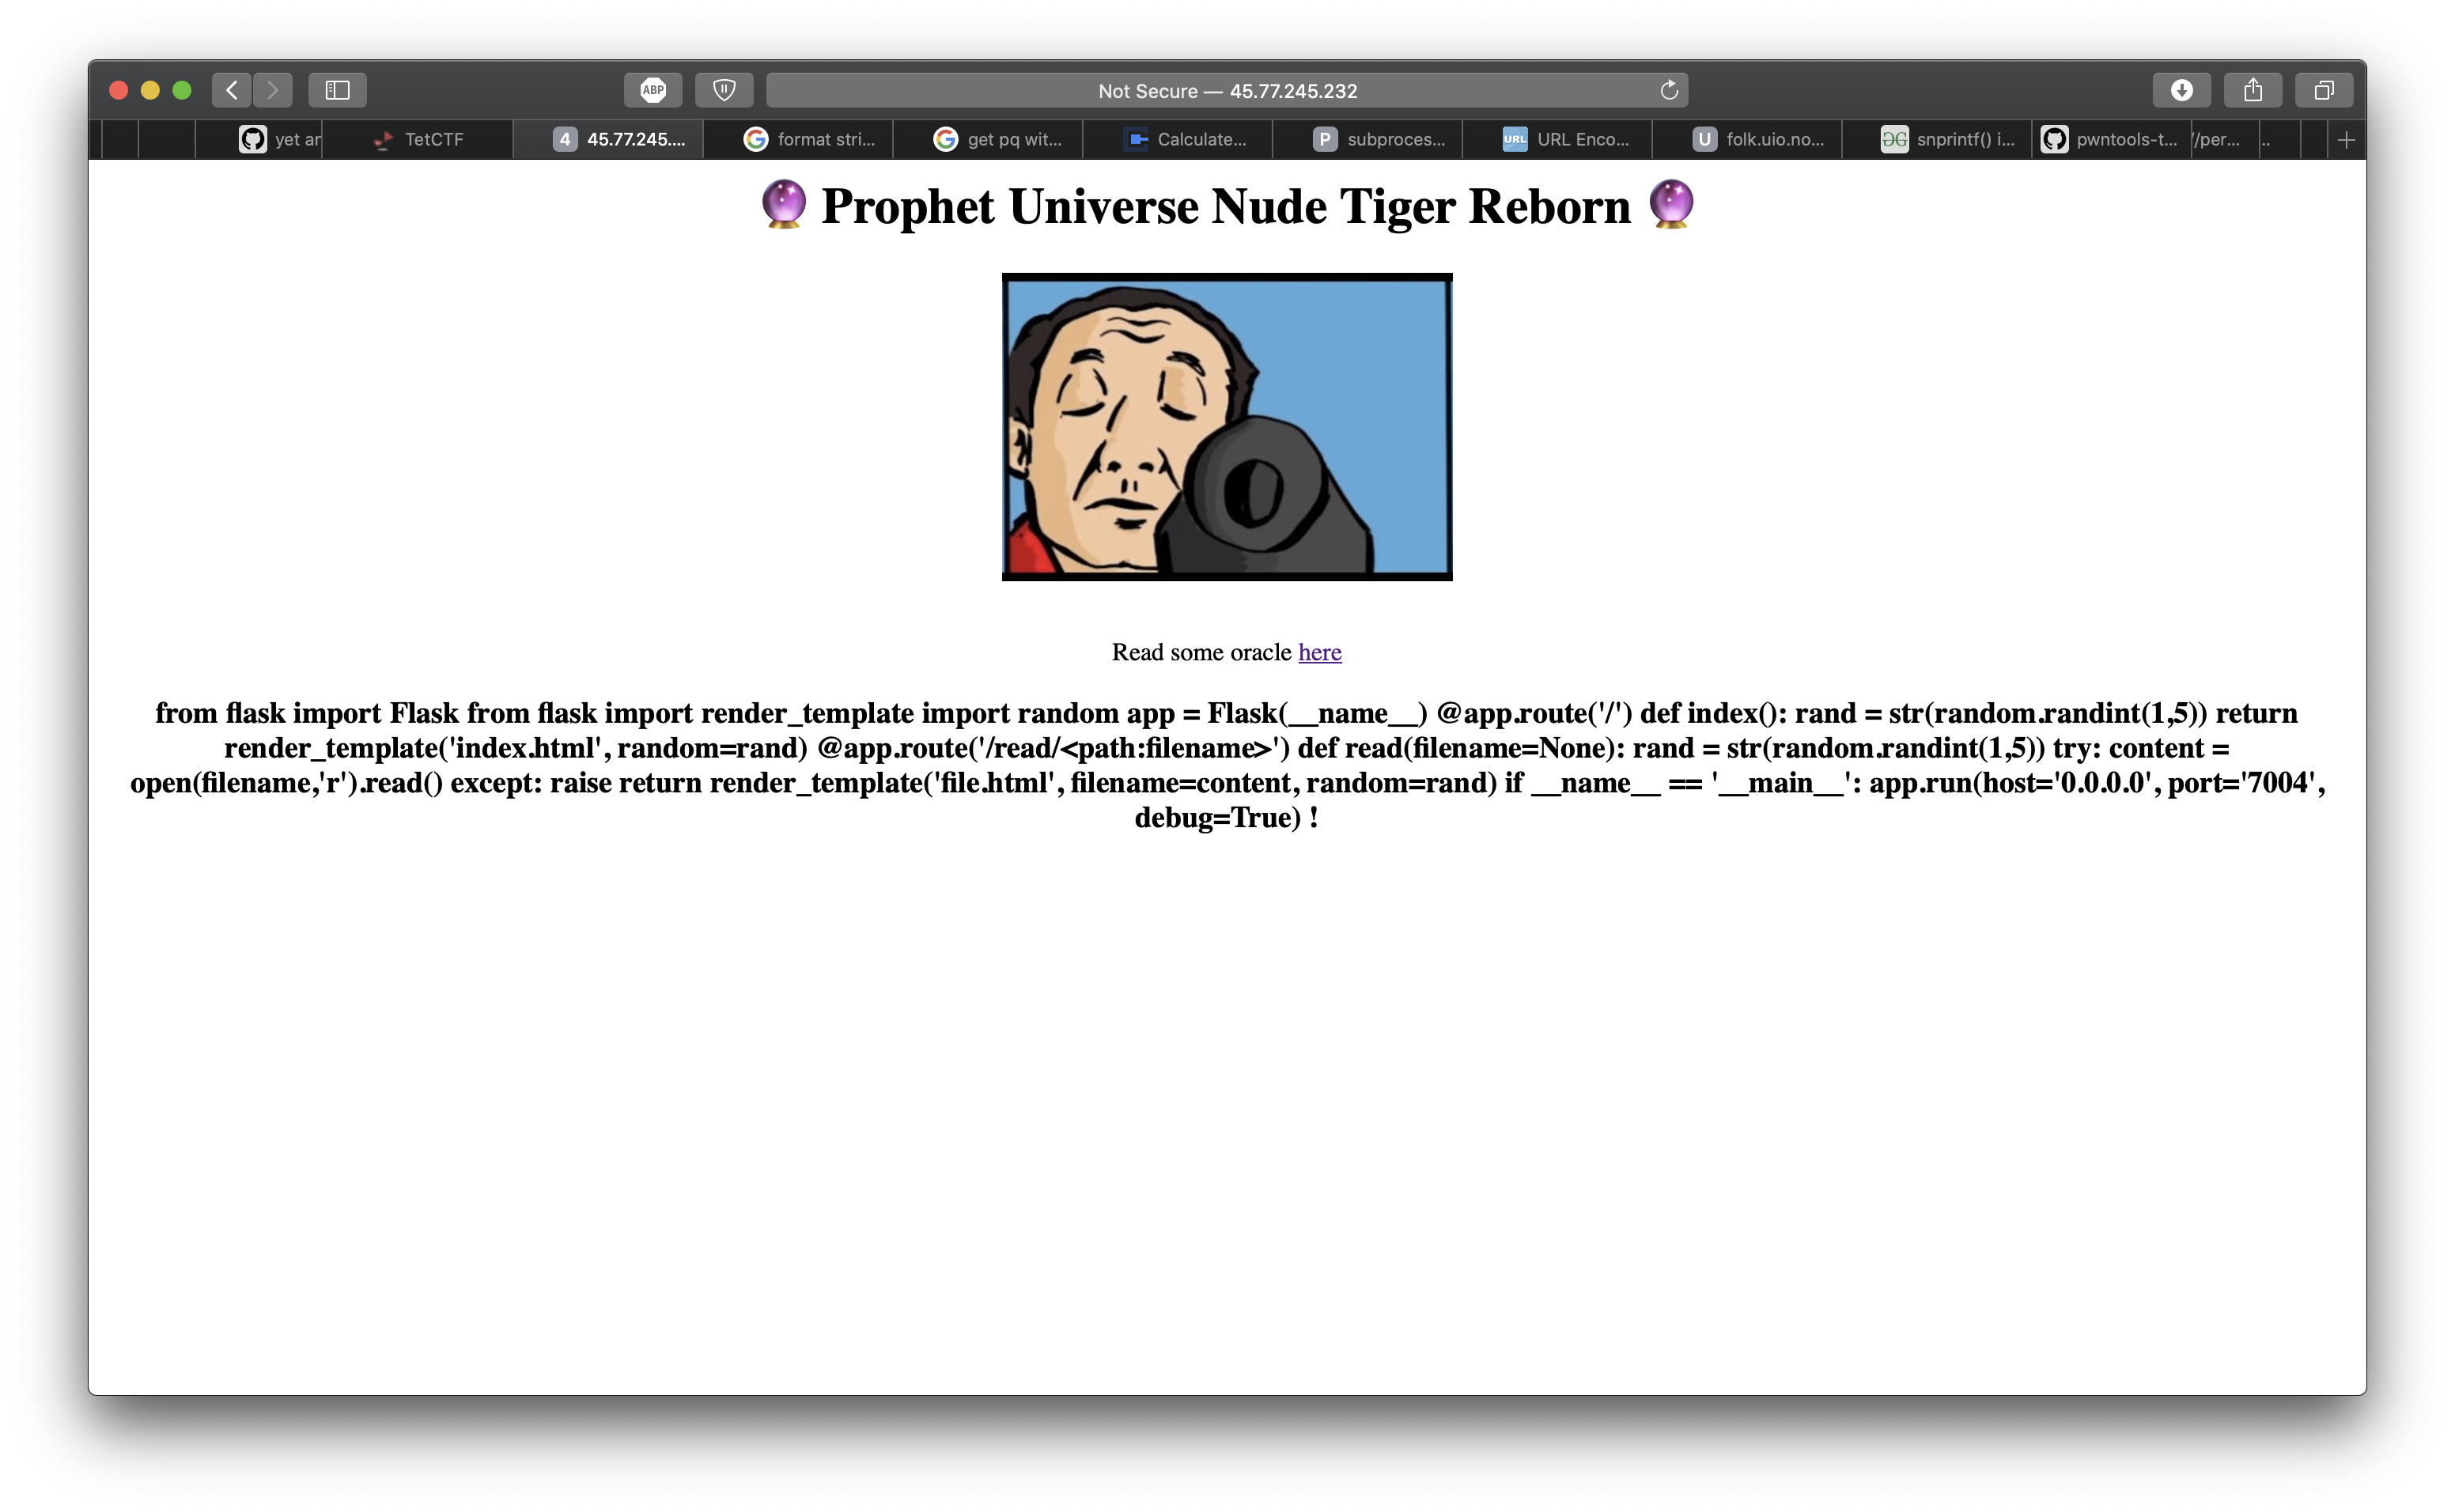 ABP
Not Secure — 45.77.245.232
yet ar
TetCTF
4 45.77.245....
format stri...
get pq wit...
Calculate...
P subproces...
URL URL Enco...
U folk.uio.no...
GG snprintf() i...
pwntools-t...
'/per...
..
🔮 Prophet Universe Nude Tiger Reborn 🔮
Read some oracle here
from flask import Flask from flask import render_template import random app = Flask(__name__) @app.route('/') def index(): rand = str(random.randint(1,5)) return
render_template('index.html', random=rand) @app.route('/read/<path:filename>') def read(filename=None): rand = str(random.randint(1,5)) try: content =
open(filename,'r').read() except: raise return render_template('file.html', filename=content, random=rand) if __name__ == '__main__': app.run(host='0.0.0.0', port='7004',
debug=True) !